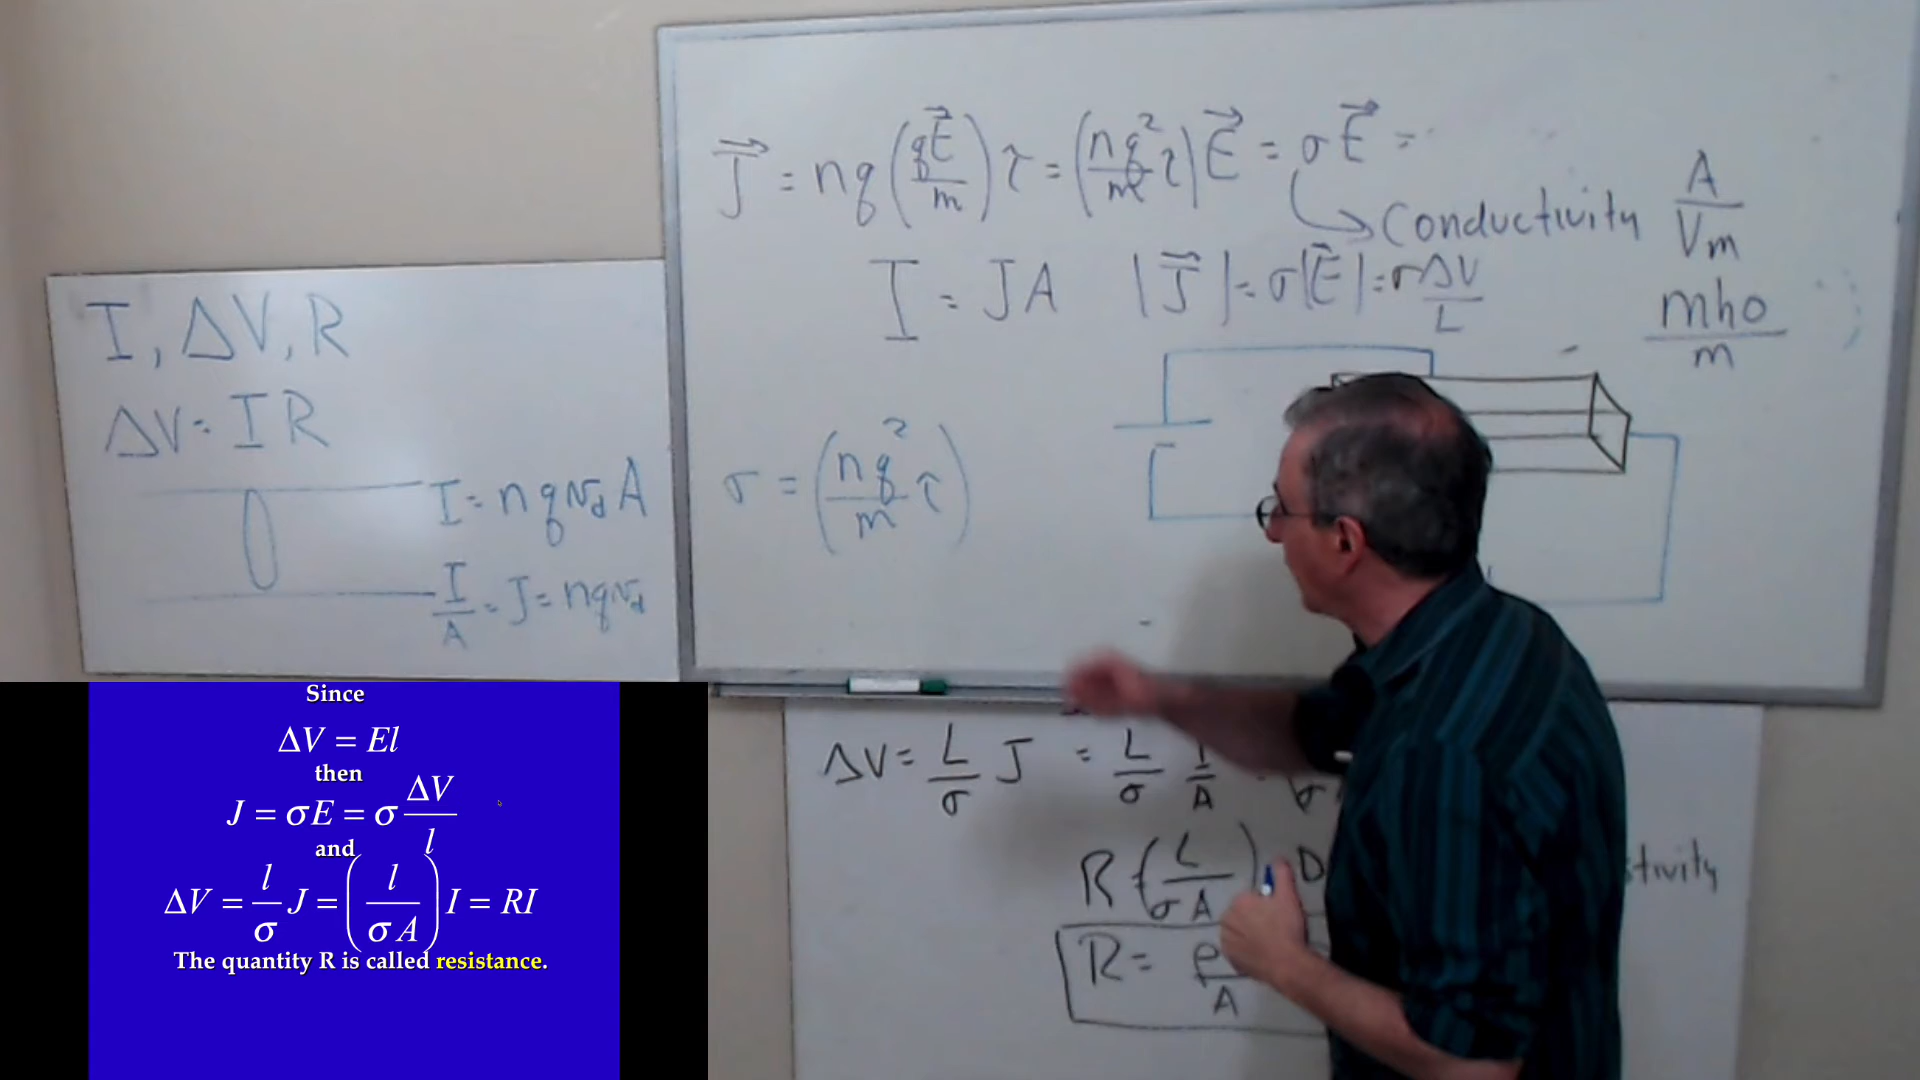 I, ΔV, R
ΔV = IR
I = nqv_d A
I/A = J = nqv_d
J⃗ = nq(qE⃗/m)τ = (nq²/m τ)E⃗ = σE⃗ =
Conductivity
A/Vm
mho/m
I = JA |J⃗| = σ|E⃗| = σ ΔV/L
σ = (nq²/m τ)
ΔV = L/σ J = L/σ I/A
R = (L/σA)
R = ρ/A
Since
ΔV = El
then
J = σE = σ ΔV/l
and
ΔV = l/σ J = (l/σA) I = RI
The quantity R is called resistance.